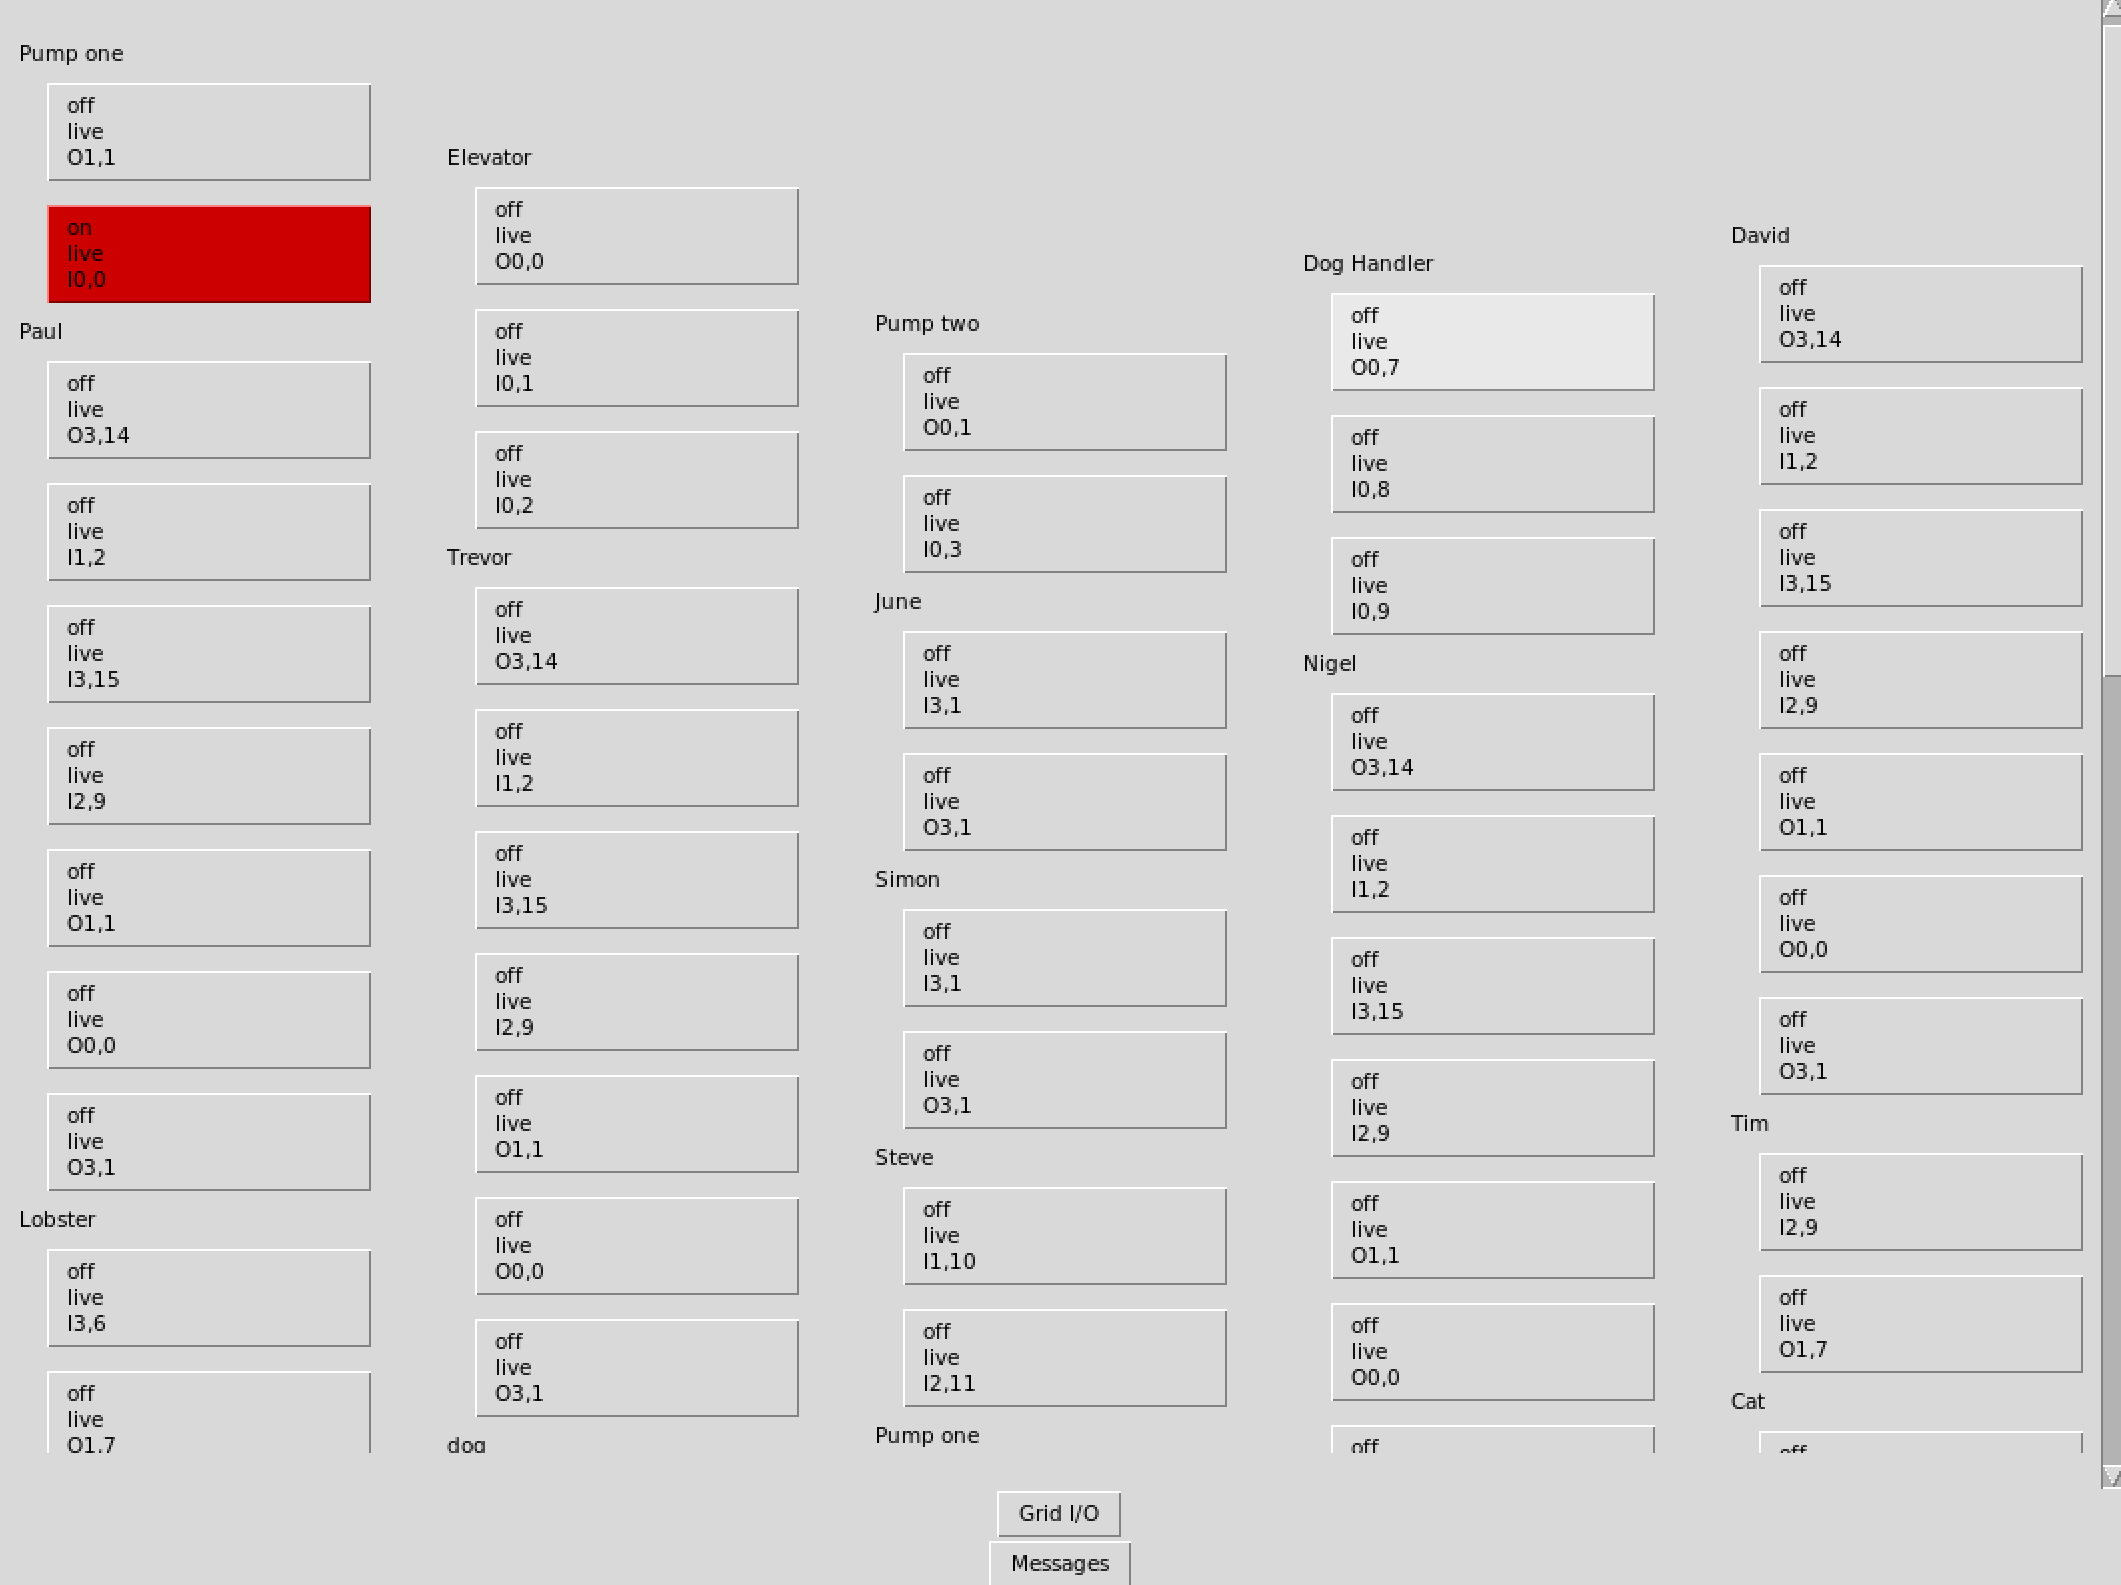 Pump one
off
live
O1,1
on
live
I0,0
Paul
off
live
O3,14
off
live
I1,2
off
live
I3,15
off
live
I2,9
off
live
O1,1
off
live
O0,0
off
live
O3,1
Lobster
off
live
I3,6
off
live
O1,7
Elevator
off
live
O0,0
off
live
I0,1
off
live
I0,2
Trevor
off
live
O3,14
off
live
I1,2
off
live
I3,15
off
live
I2,9
off
live
O1,1
off
live
O0,0
off
live
O3,1
dog
Pump two
off
live
O0,1
off
live
I0,3
June
off
live
I3,1
off
live
O3,1
Simon
off
live
I3,1
off
live
O3,1
Steve
off
live
I1,10
off
live
I2,11
Pump one
Dog Handler
off
live
O0,7
off
live
I0,8
off
live
I0,9
Nigel
off
live
O3,14
off
live
I1,2
off
live
I3,15
off
live
I2,9
off
live
O1,1
off
live
O0,0
off
David
off
live
O3,14
off
live
I1,2
off
live
I3,15
off
live
I2,9
off
live
O1,1
off
live
O0,0
off
live
O3,1
Tim
off
live
I2,9
off
live
O1,7
Cat
off
Grid I/O
Messages